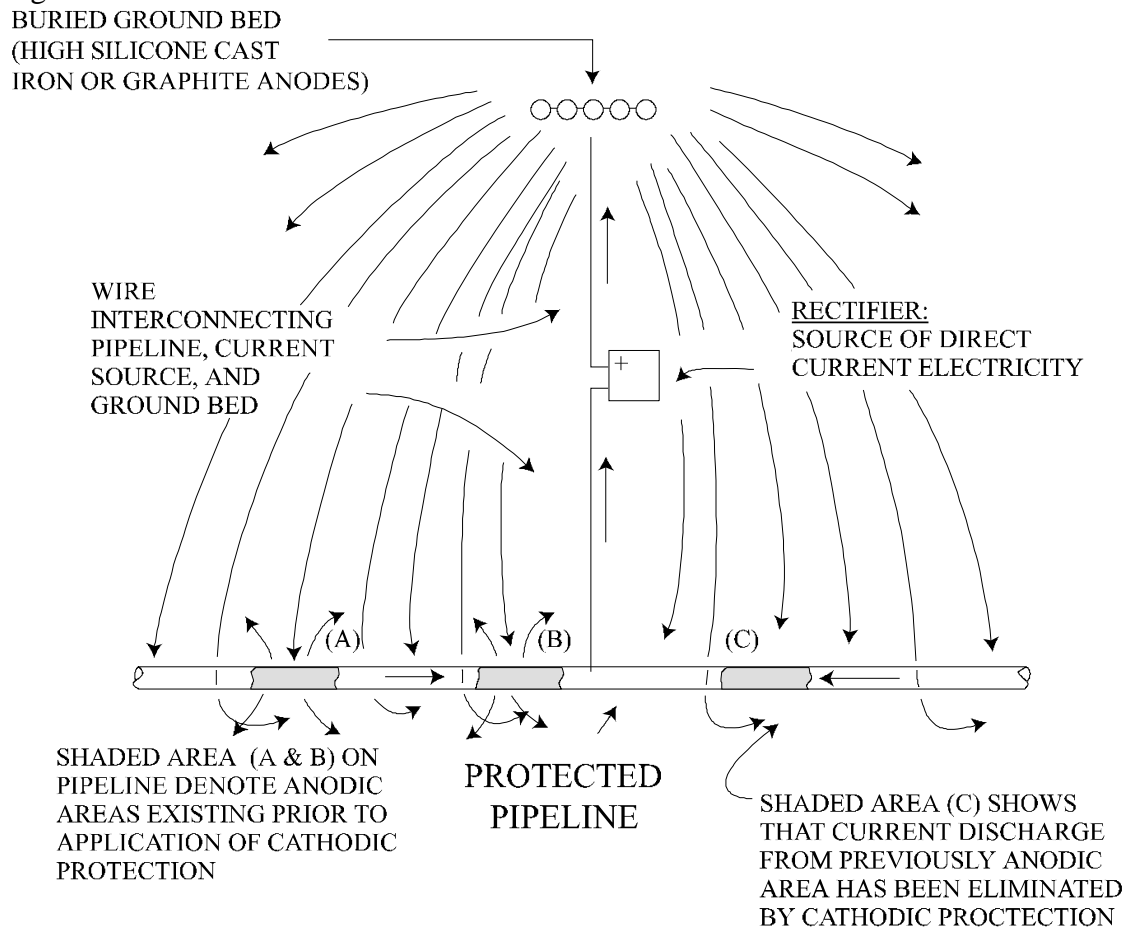 BURIED GROUND BED
(HIGH SILICONE CAST
IRON OR GRAPHITE ANODES)
WIRE
INTERCONNECTING
PIPELINE, CURRENT
SOURCE, AND
GROUND BED
RECTIFIER:
SOURCE OF DIRECT
CURRENT ELECTRICITY
+
(A)
(B)
(C)
SHADED AREA (A & B) ON
PIPELINE DENOTE ANODIC
AREAS EXISTING PRIOR TO
APPLICATION OF CATHODIC
PROTECTION
PROTECTED
PIPELINE
SHADED AREA (C) SHOWS
THAT CURRENT DISCHARGE
FROM PREVIOUSLY ANODIC
AREA HAS BEEN ELIMINATED
BY CATHODIC PROCTECTION